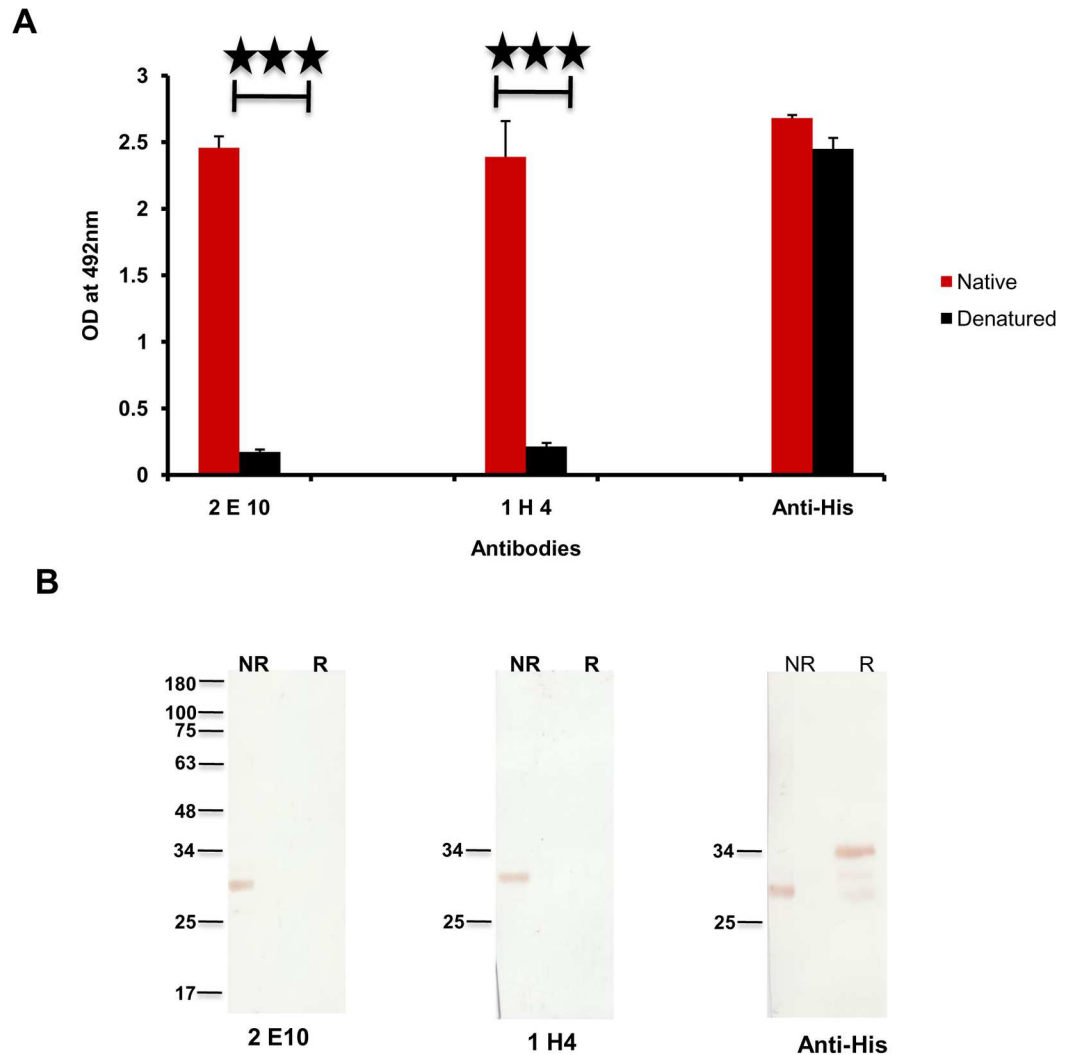 A
3
2.5
2
1.5
1
0.5
0
OD at 492nm
2 E 10
1 H 4
Anti-His
Antibodies
Native
Denatured
B
NR R
180
100
75
63
48
34
25
17
2 E10
NR R
34
25
1 H4
NR R
34
25
Anti-His